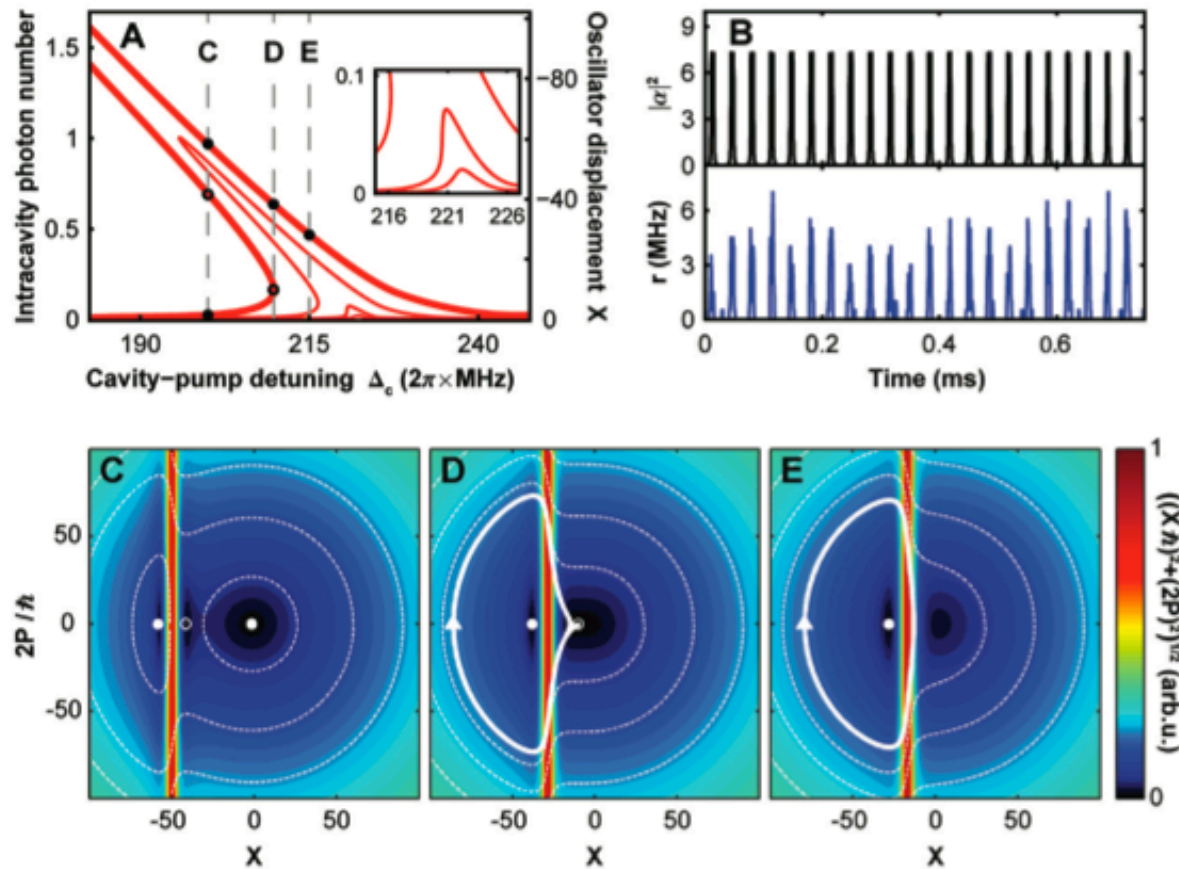 A
C D E
Intracavity photon number
1.5
1
0.5
0
190 215 240
Cavity−pump detuning Δc (2π×MHz)
0.1
0
216 221 226
−80
−40
0
Oscillator displacement X
B
|α|²
9
6
3
0
r (MHz)
6
3
0
0 0.2 0.4 0.6
Time (ms)
C
D
E
2P / ℏ
50
0
-50
-50 0 50
X
-50 0 50
X
-50 0 50
X
1
0
((Ẋ ℏ)²+(2Ṗ)²)^1/2 (arb.u.)